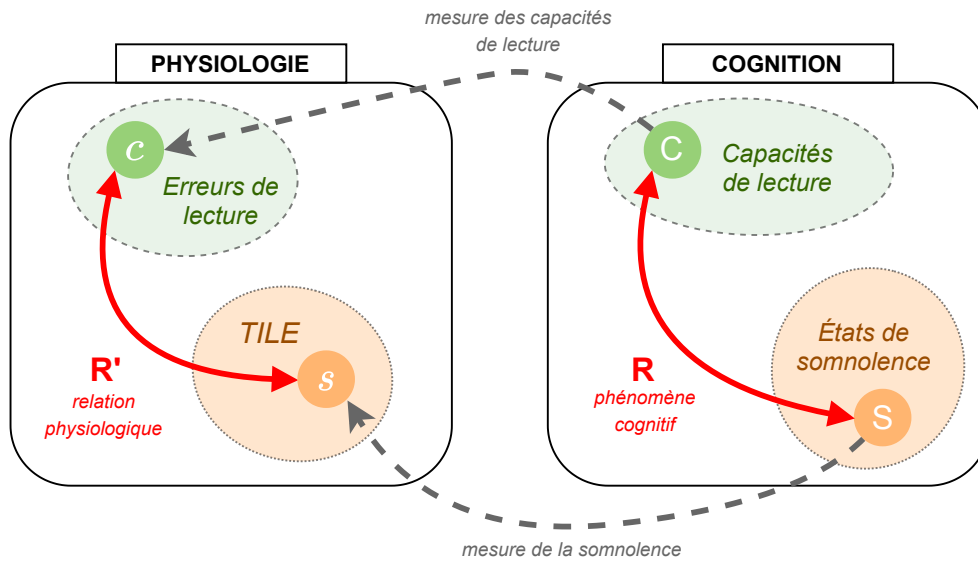 mesure des capacités
de lecture
PHYSIOLOGIE
c
Erreurs de
lecture
TILE
s
R'
relation
physiologique
COGNITION
C
Capacités
de lecture
États de
somnolence
R
phénomène
cognitif
S
mesure de la somnolence